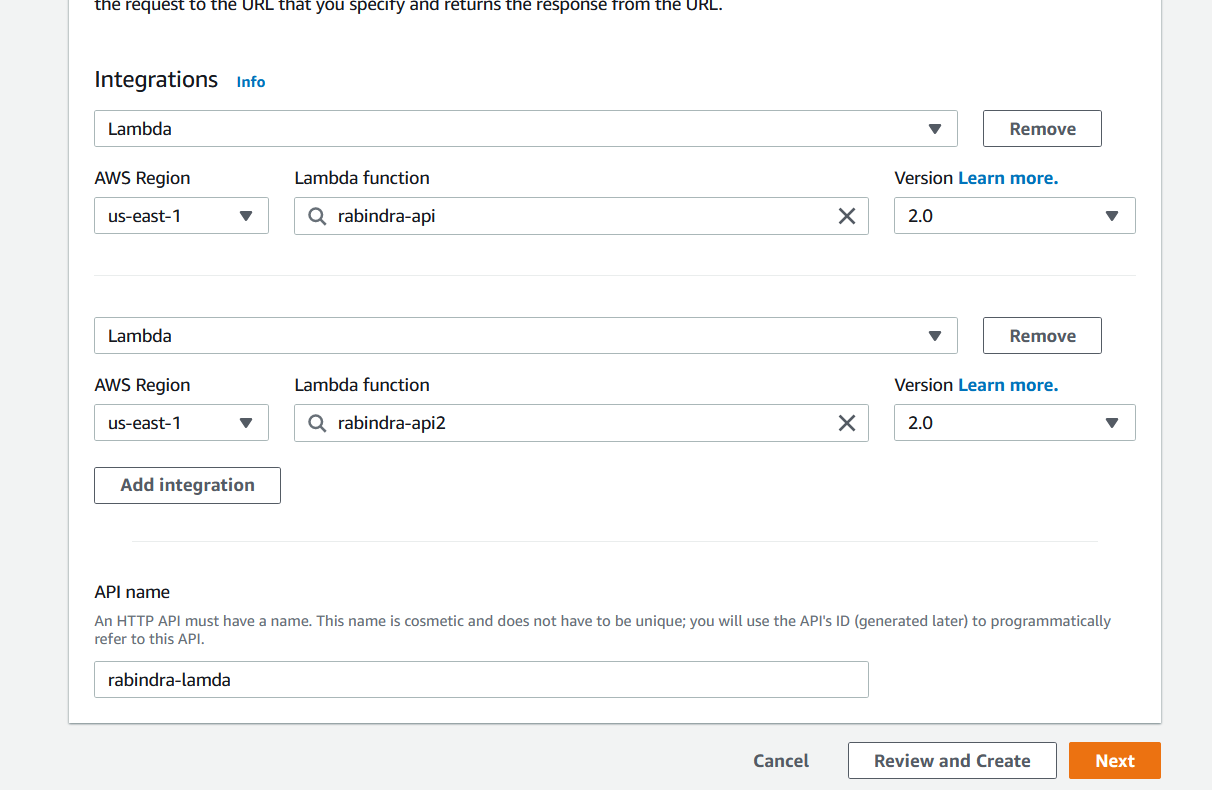 the request to the URL that you specify and returns the response from the URL.
Integrations Info
Lambda
Remove
AWS Region Lambda function Version Learn more.
us-east-1 rabindra-api 2.0
Lambda
Remove
AWS Region Lambda function Version Learn more.
us-east-1 rabindra-api2 2.0
Add integration
API name
An HTTP API must have a name. This name is cosmetic and does not have to be unique; you will use the API's ID (generated later) to programmatically
refer to this API.
rabindra-lamda
Cancel Review and Create Next